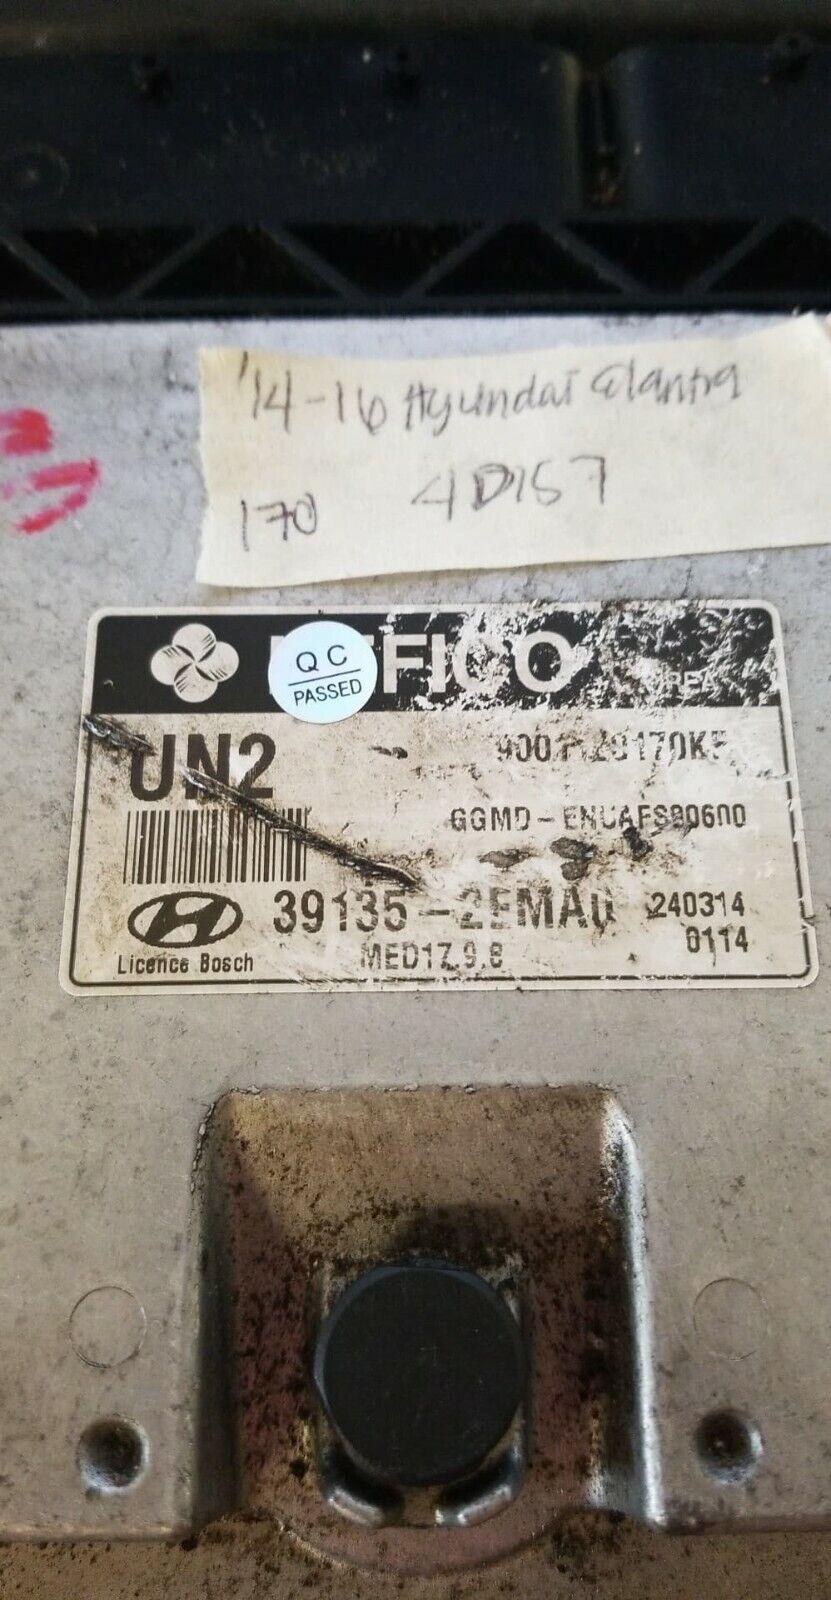 '14-16 Hyundai Elantra
170 4D157
QC
PASSED
UN2
GGMD-ENUAFS90600
39135-2EMA0 240314
0114
Licence Bosch MED17.9.8